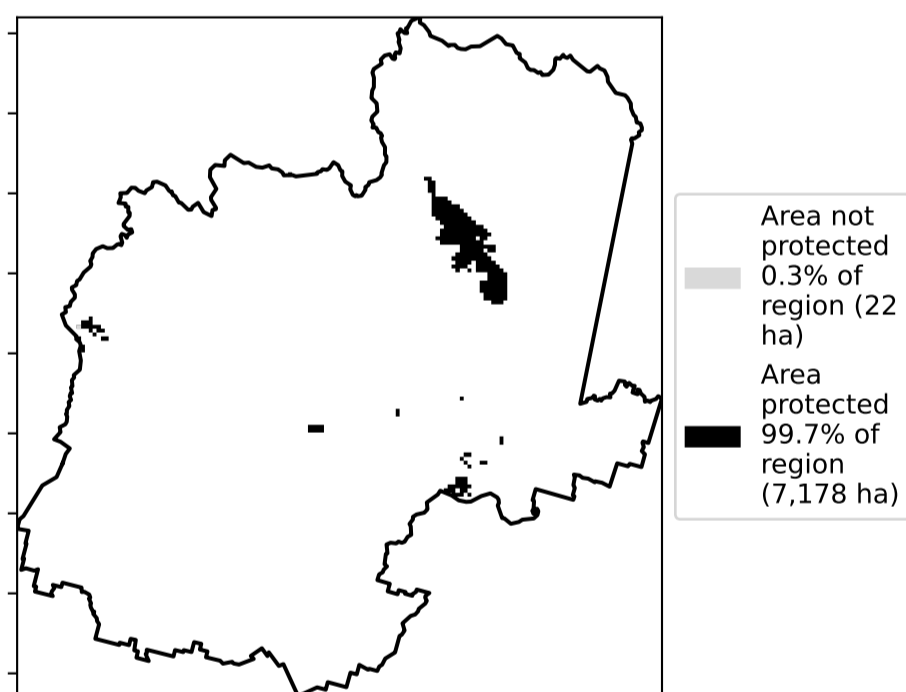 Area not
protected
0.3% of
region (22
ha)
Area
protected
99.7% of
region
(7,178 ha)